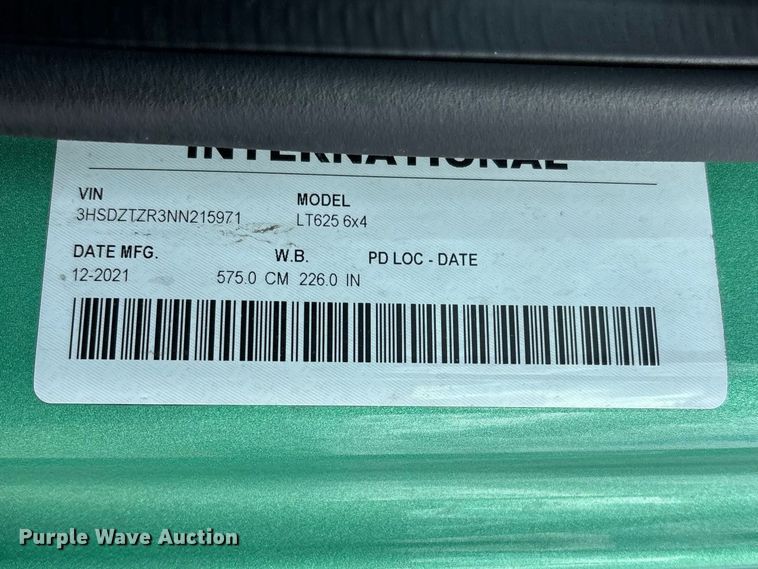 INTERNATIONAL
VIN
3HSDZTZR3NN215971
MODEL
LT625 6x4
DATE MFG.
12-2021
W.B.
575.0 CM 226.0 IN
PD LOC - DATE
Purple Wave Auction